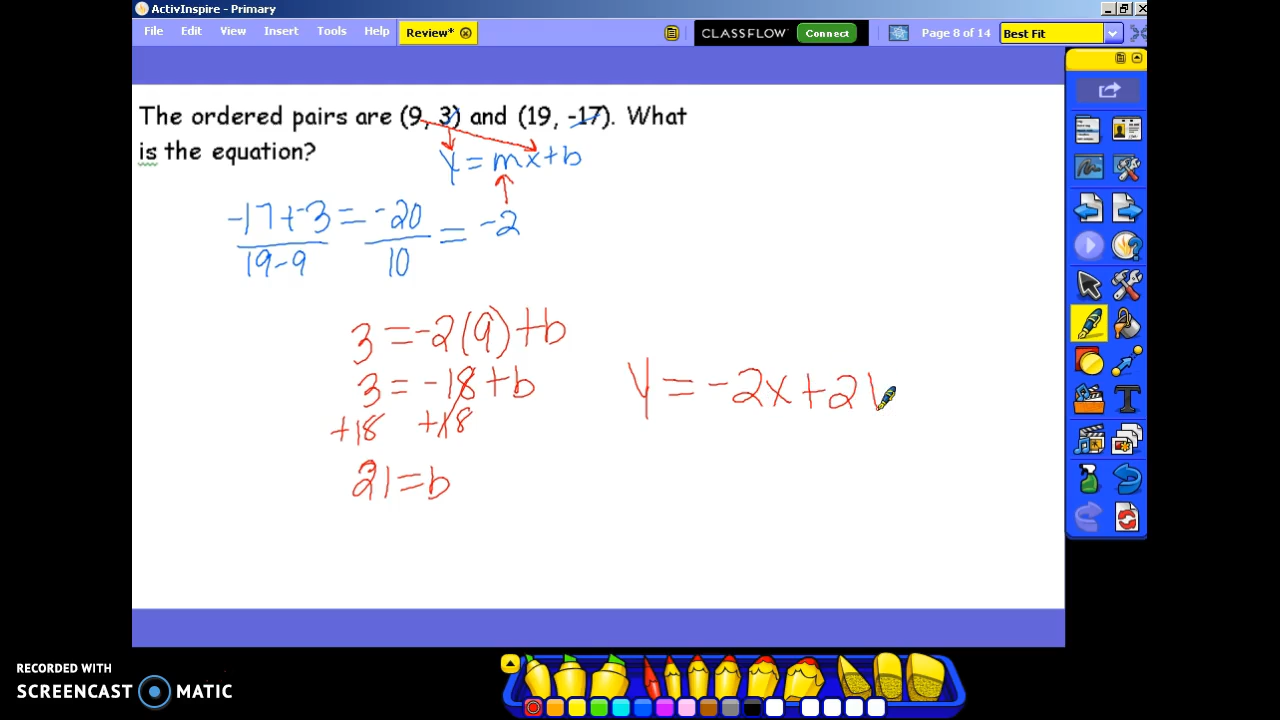 ActivInspire - Primary
File Edit View Insert Tools Help Review* CLASSFLOW Connect Page 8 of 14 Best Fit
The ordered pairs are (9, 3) and (19, -17). What
is the equation?
y = mx+b
-17+-3 = -20 = -2
19-9 10
3 = -2(9) +b
3 = -18 +b
+18 +18
21 = b
y = -2x+21
RECORDED WITH
SCREENCAST MATIC